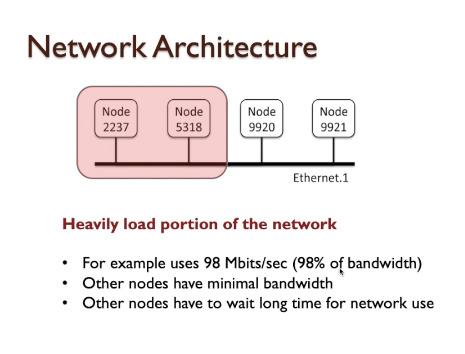 Network Architecture
Node
2237
Node
5318
Node
9920
Node
9921
Ethernet.1
Heavily load portion of the network
• For example uses 98 Mbits/sec (98% of bandwidth)
• Other nodes have minimal bandwidth
• Other nodes have to wait long time for network use